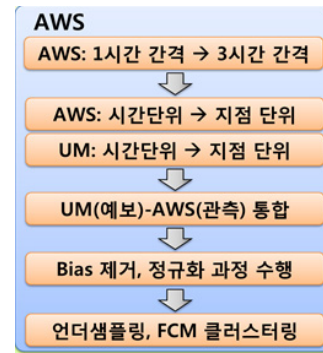 AWS
AWS: 1시간 간격 → 3시간 간격
AWS: 시간단위 → 지점 단위
UM: 시간단위 → 지점 단위
UM(예보)-AWS(관측) 통합
Bias 제거, 정규화 과정 수행
언더샘플링, FCM 클러스터링